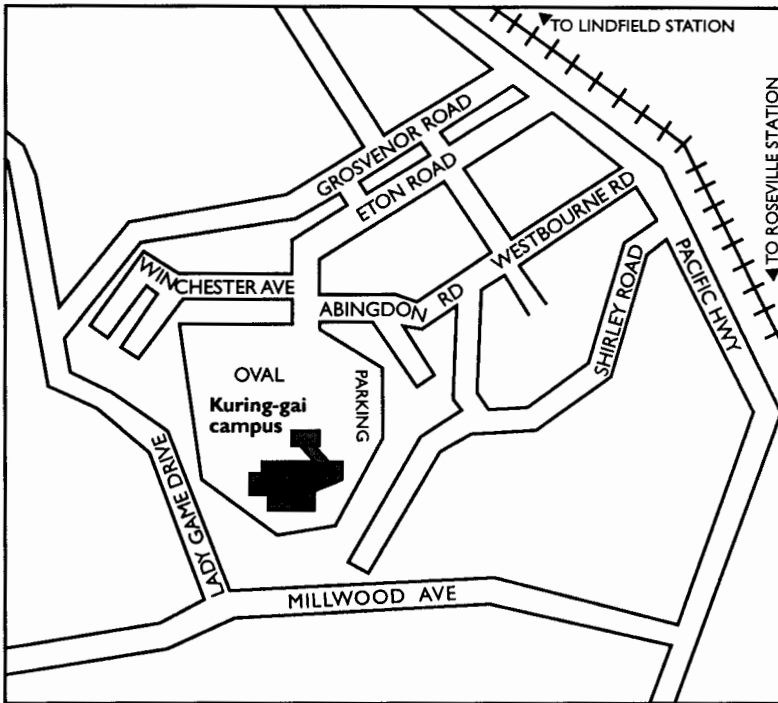 TO LINDFIELD STATION
TO ROSEVILLE STATION
GROSVENOR ROAD
ETON ROAD
WESTBOURNE RD
WINCHESTER AVE
ABINGDON RD
SHIRLEY ROAD
PACIFIC HWY
OVAL
PARKING
Kuring-gai
campus
LADY GAME DRIVE
MILLWOOD AVE